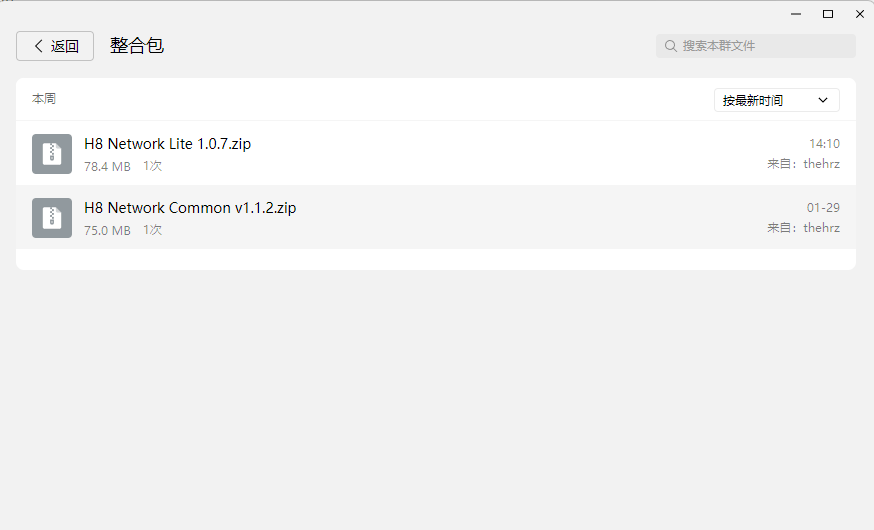 返回
整合包
搜索本群文件
本周
按最新时间
H8 Network Lite 1.0.7.zip
14:10
78.4 MB 1次
来自：thehrz
H8 Network Common v1.1.2.zip
01-29
75.0 MB 1次
来自：thehrz